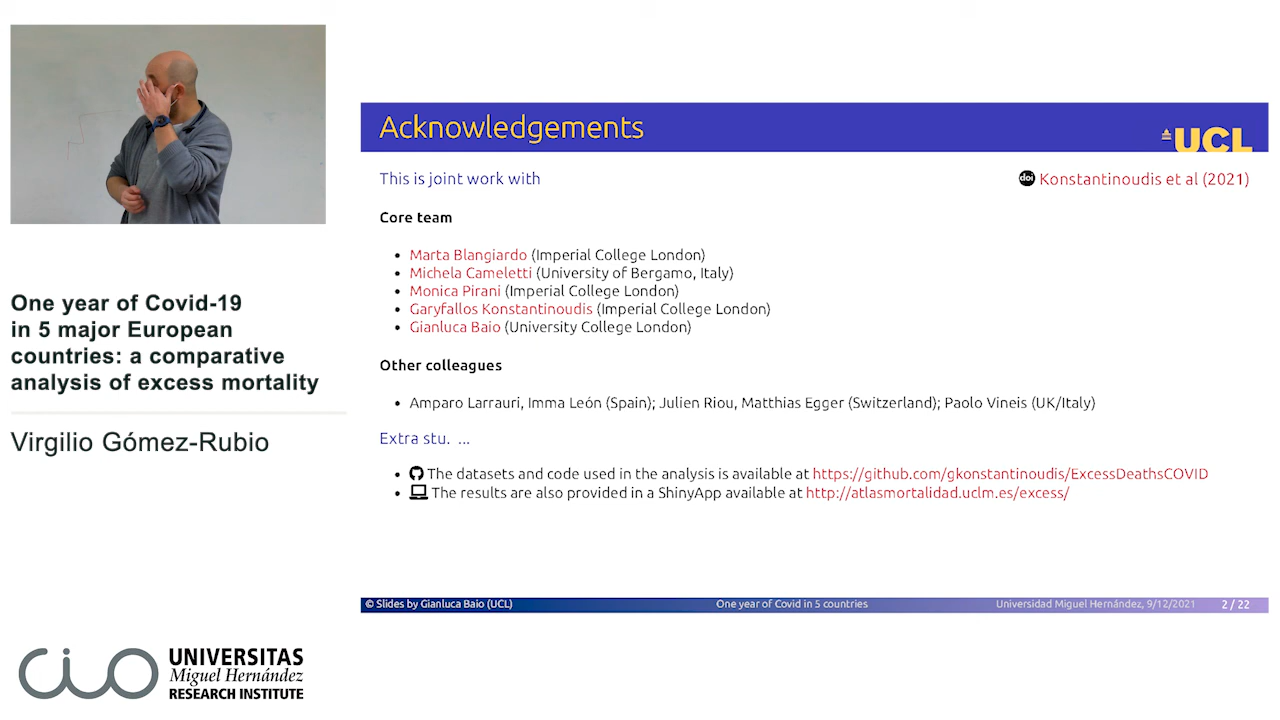 One year of Covid-19
in 5 major European
countries: a comparative
analysis of excess mortality
Virgilio Gómez-Rubio
CIO
UNIVERSITAS
Miguel Hernández
RESEARCH INSTITUTE
Acknowledgements
UCL
This is joint work with
doi Konstantinoudis et al (2021)
Core team
• Marta Blangiardo (Imperial College London)
• Michela Cameletti (University of Bergamo, Italy)
• Monica Pirani (Imperial College London)
• Garyfallos Konstantinoudis (Imperial College London)
• Gianluca Baio (University College London)
Other colleagues
• Amparo Larrauri, Imma León (Spain); Julien Riou, Matthias Egger (Switzerland); Paolo Vineis (UK/Italy)
Extra stu. ...
• The datasets and code used in the analysis is available at https://github.com/gkonstantinoudis/ExcessDeathsCOVID
• The results are also provided in a ShinyApp available at http://atlasmortalidad.uclm.es/excess/
© Slides by Gianluca Baio (UCL)
One year of Covid in 5 countries
Universidad Miguel Hernández, 9/12/2021
2 / 22